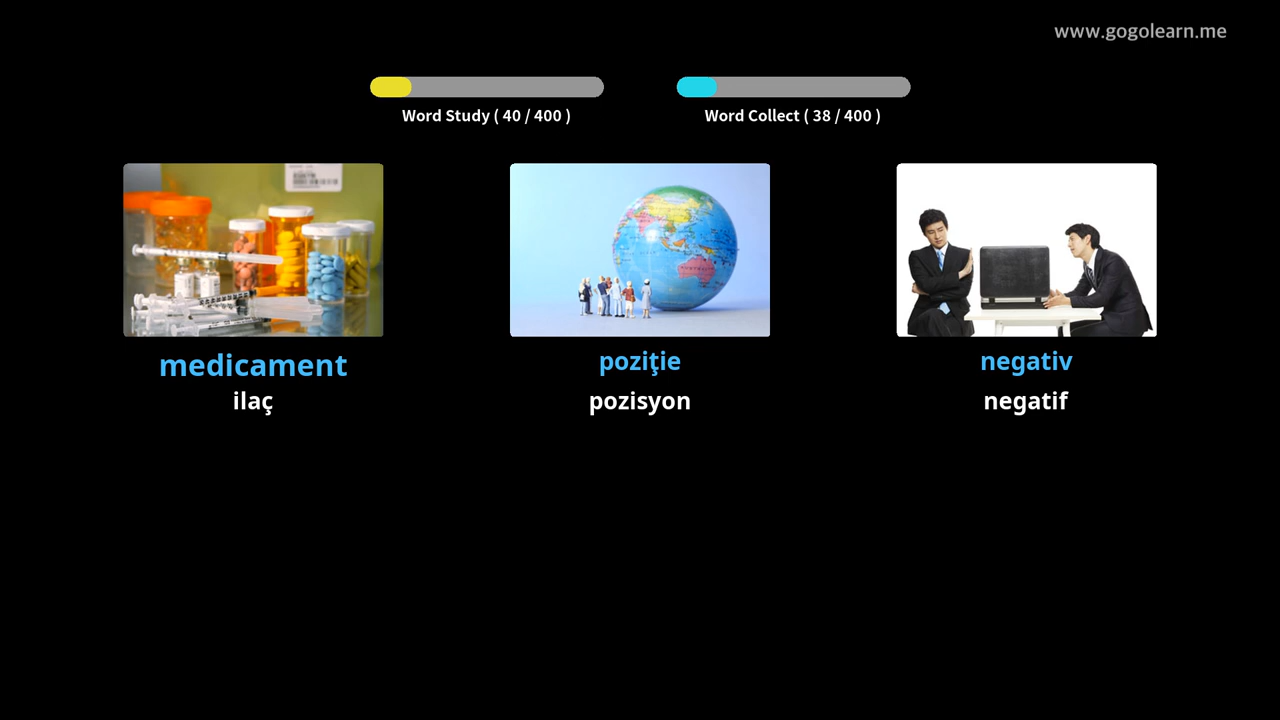 www.gogolearn.me
Word Study ( 40 / 400 )
Word Collect ( 38 / 400 )
medicament
poziţie
negativ
ilaç
pozisyon
negatif